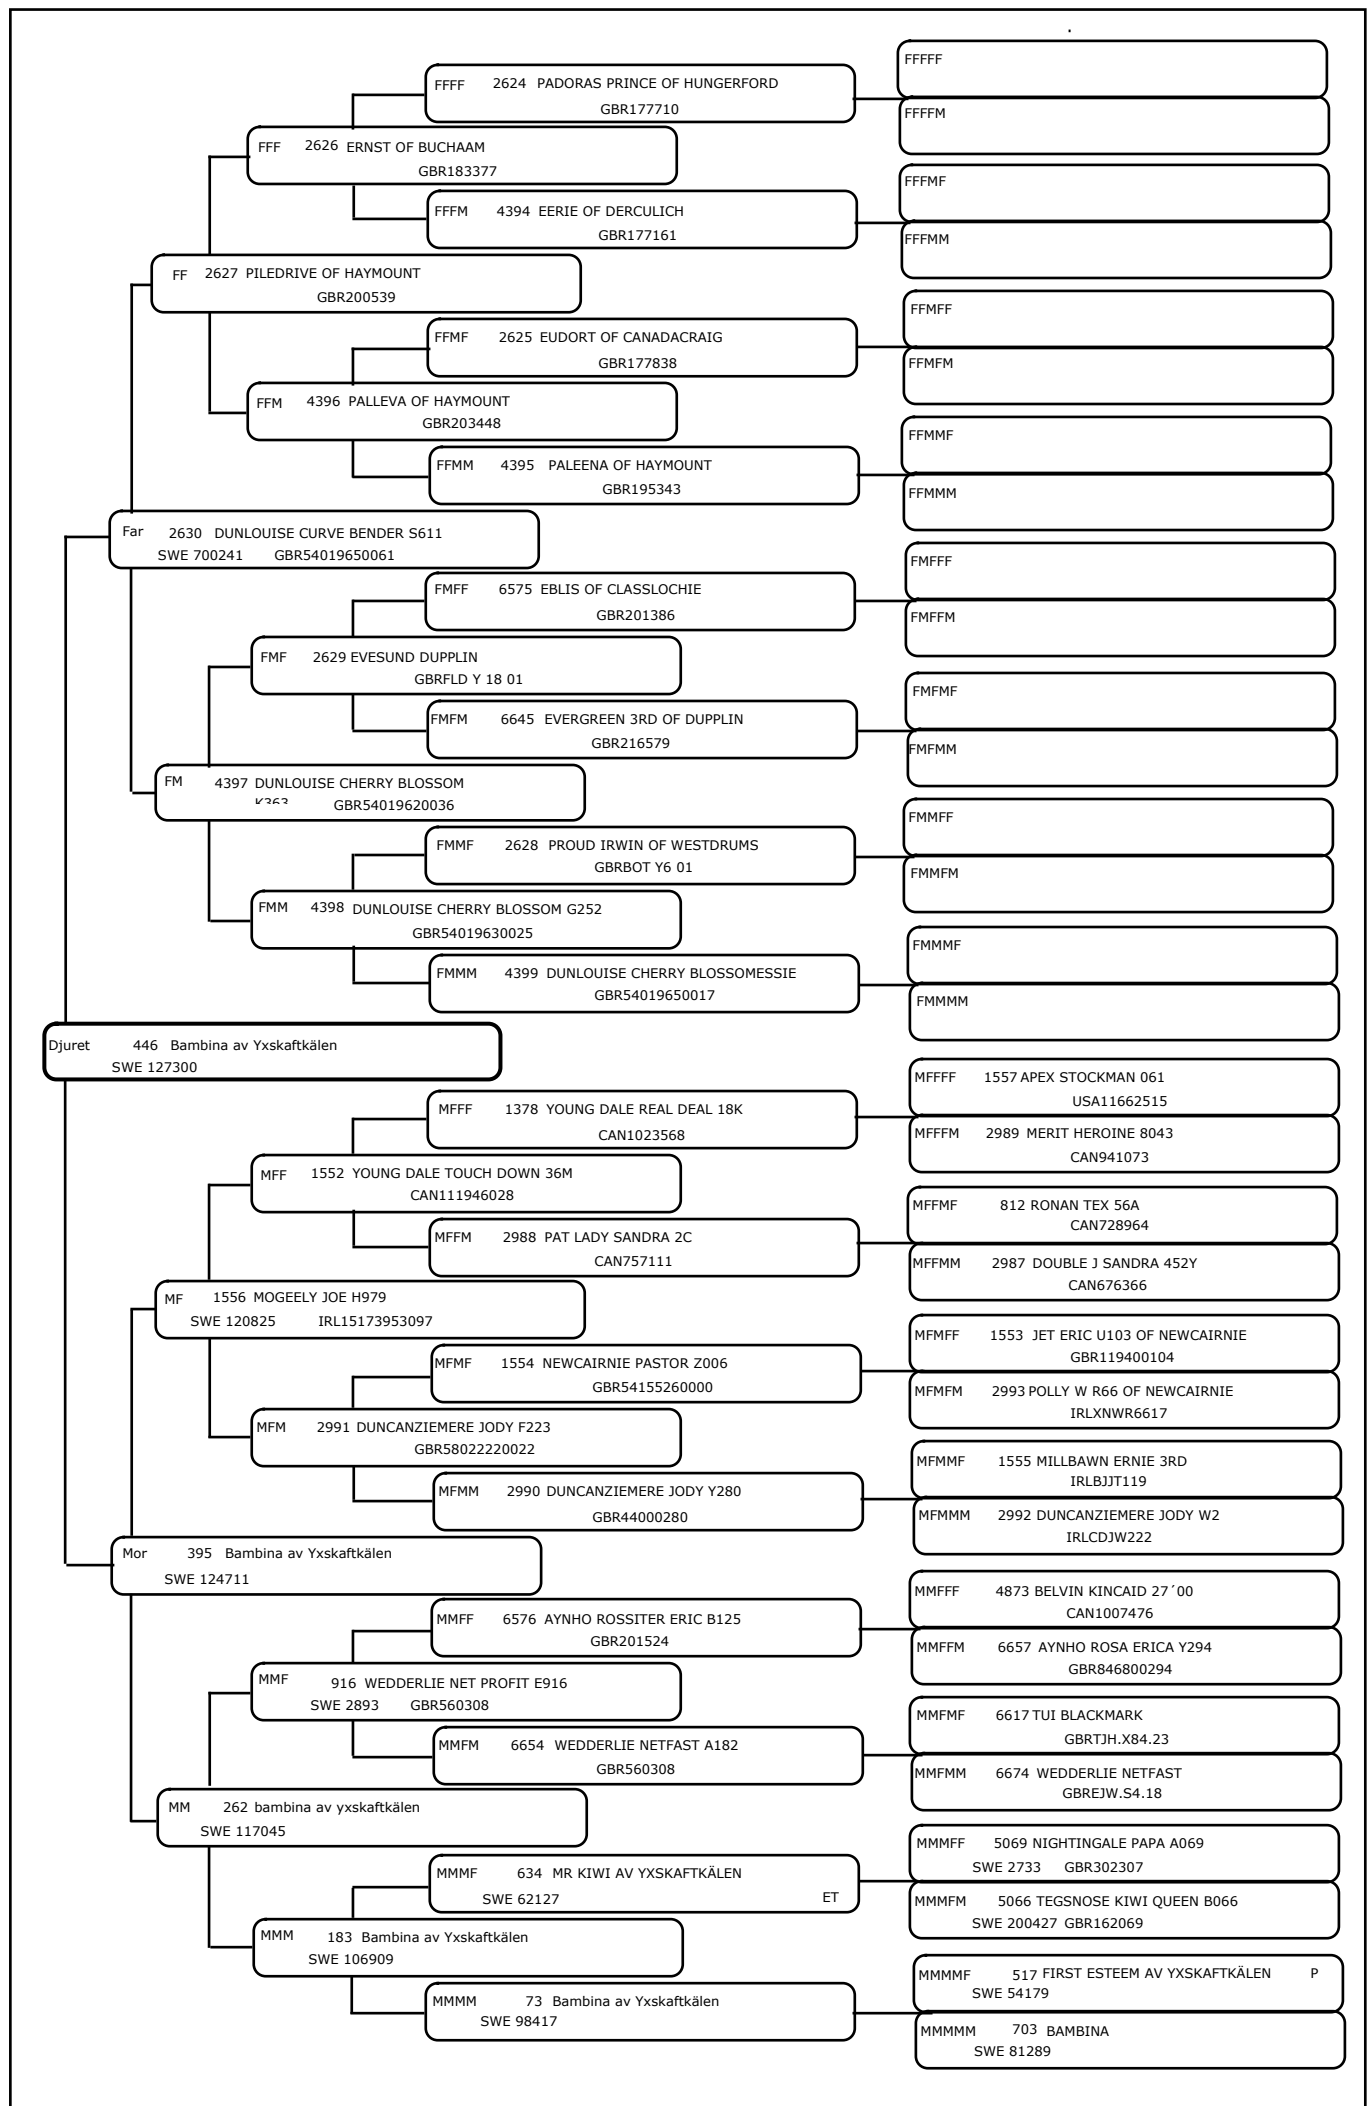 FFFFF
FFFF 2624 PADORAS PRINCE OF HUNGERFORD
GBR177710
FFFFM
FFF 2626 ERNST OF BUCHAAM
GBR183377
FFFMF
FFFM 4394 EERIE OF DERCULICH
GBR177161
FFFMM
FF 2627 PILEDRIVE OF HAYMOUNT
GBR200539
FFMFF
FFMF 2625 EUDORT OF CANADACRAIG
GBR177838
FFMFM
FFM 4396 PALLEVA OF HAYMOUNT
GBR203448
FFMMF
FFMM 4395 PALEENA OF HAYMOUNT
GBR195343
FFMMM
Far 2630 DUNLOUISE CURVE BENDER S611
SWE 700241 GBR54019650061
FMFFF
FMFF 6575 EBLIS OF CLASSLOCHIE
GBR201386
FMFFM
FMF 2629 EVESUND DUPPLIN
GBRFLD Y 18 01
FMFMF
FMFM 6645 EVERGREEN 3RD OF DUPPLIN
GBR216579
FMFMM
FM 4397 DUNLOUISE CHERRY BLOSSOM
K363 GBR54019620036
FMMFF
FMMF 2628 PROUD IRWIN OF WESTDRUMS
GBRBOT Y6 01
FMMFM
FMM 4398 DUNLOUISE CHERRY BLOSSOM G252
GBR54019630025
FMMMF
FMMM 4399 DUNLOUISE CHERRY BLOSSOMESSIE
GBR54019650017
FMMMM
Djuret 446 Bambina av Yxskaftkälen
SWE 127300
MFFFF 1557 APEX STOCKMAN 061
USA11662515
MFFF 1378 YOUNG DALE REAL DEAL 18K
CAN1023568
MFFFM 2989 MERIT HEROINE 8043
CAN941073
MFF 1552 YOUNG DALE TOUCH DOWN 36M
CAN111946028
MFFMF 812 RONAN TEX 56A
CAN728964
MFFM 2988 PAT LADY SANDRA 2C
CAN757111
MFFMM 2987 DOUBLE J SANDRA 452Y
CAN676366
MF 1556 MOGEELY JOE H979
SWE 120825 IRL15173953097
MFMFF 1553 JET ERIC U103 OF NEWCAIRNIE
GBR119400104
MFMF 1554 NEWCAIRNIE PASTOR Z006
GBR54155260000
MFMFM 2993 POLLY W R66 OF NEWCAIRNIE
IRLXNWR6617
MFM 2991 DUNCANZIEMERE JODY F223
GBR58022220022
MFMMF 1555 MILLBAWN ERNIE 3RD
IRLBJJT119
MFMM 2990 DUNCANZIEMERE JODY Y280
GBR44000280
MFMMM 2992 DUNCANZIEMERE JODY W2
IRLCDJW222
Mor 395 Bambina av Yxskaftkälen
SWE 124711
MMFFF 4873 BELVIN KINCAID 27´00
CAN1007476
MMFF 6576 AYNHO ROSSITER ERIC B125
GBR201524
MMFFM 6657 AYNHO ROSA ERICA Y294
GBR846800294
MMF 916 WEDDERLIE NET PROFIT E916
SWE 2893 GBR560308
MMFMF 6617 TUI BLACKMARK
GBRTJH.X84.23
MMFM 6654 WEDDERLIE NETFAST A182
GBR560308
MMFMM 6674 WEDDERLIE NETFAST
GBREJW.S4.18
MM 262 bambina av yxskaftkälen
SWE 117045
MMMFF 5069 NIGHTINGALE PAPA A069
SWE 2733 GBR302307
MMMF 634 MR KIWI AV YXSKAFTKÄLEN
SWE 62127 ET
MMMFM 5066 TEGSNOSE KIWI QUEEN B066
SWE 200427 GBR162069
MMM 183 Bambina av Yxskaftkälen
SWE 106909
MMMMF 517 FIRST ESTEEM AV YXSKAFTKÄLEN P
SWE 54179
MMMM 73 Bambina av Yxskaftkälen
SWE 98417
MMMMM 703 BAMBINA
SWE 81289